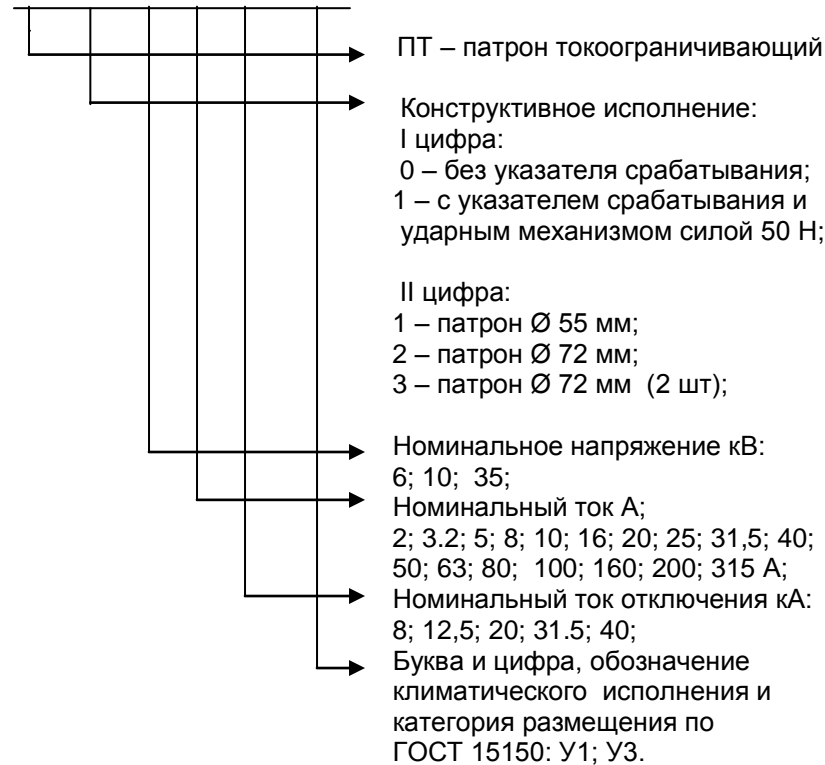 ПТ – патрон токоограничивающий
Конструктивное исполнение:
I цифра:
0 – без указателя срабатывания;
1 – с указателем срабатывания и
ударным механизмом силой 50 Н;
II цифра:
1 – патрон Ø 55 мм;
2 – патрон Ø 72 мм;
3 – патрон Ø 72 мм (2 шт);
Номинальное напряжение кВ:
6; 10; 35;
Номинальный ток А;
2; 3.2; 5; 8; 10; 16; 20; 25; 31,5; 40;
50; 63; 80; 100; 160; 200; 315 А;
Номинальный ток отключения кА:
8; 12,5; 20; 31.5; 40;
Буква и цифра, обозначение
климатического исполнения и
категория размещения по
ГОСТ 15150: У1; У3.